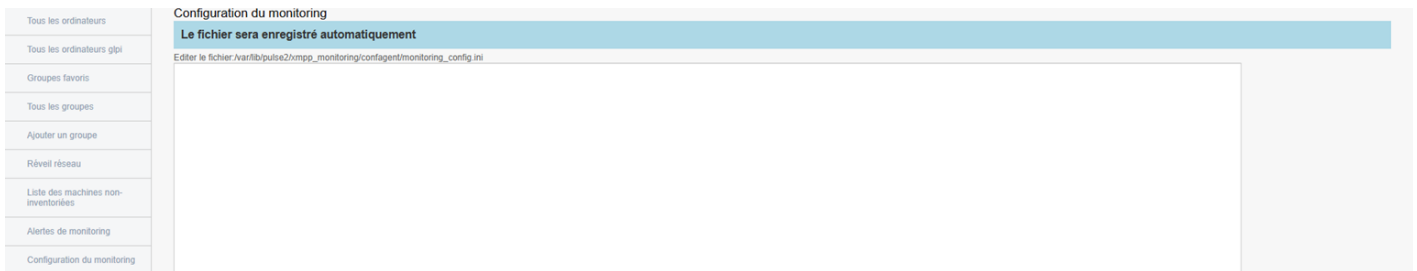 Tous les ordinateurs
Tous les ordinateurs glpi
Groupes favoris
Tous les groupes
Ajouter un groupe
Réveil réseau
Liste des machines non-
inventoriées
Alertes de monitoring
Configuration du monitoring
Configuration du monitoring
Le fichier sera enregistré automatiquement
Editer le fichier:/var/lib/pulse2/xmpp_monitoring/confagent/monitoring_config.ini